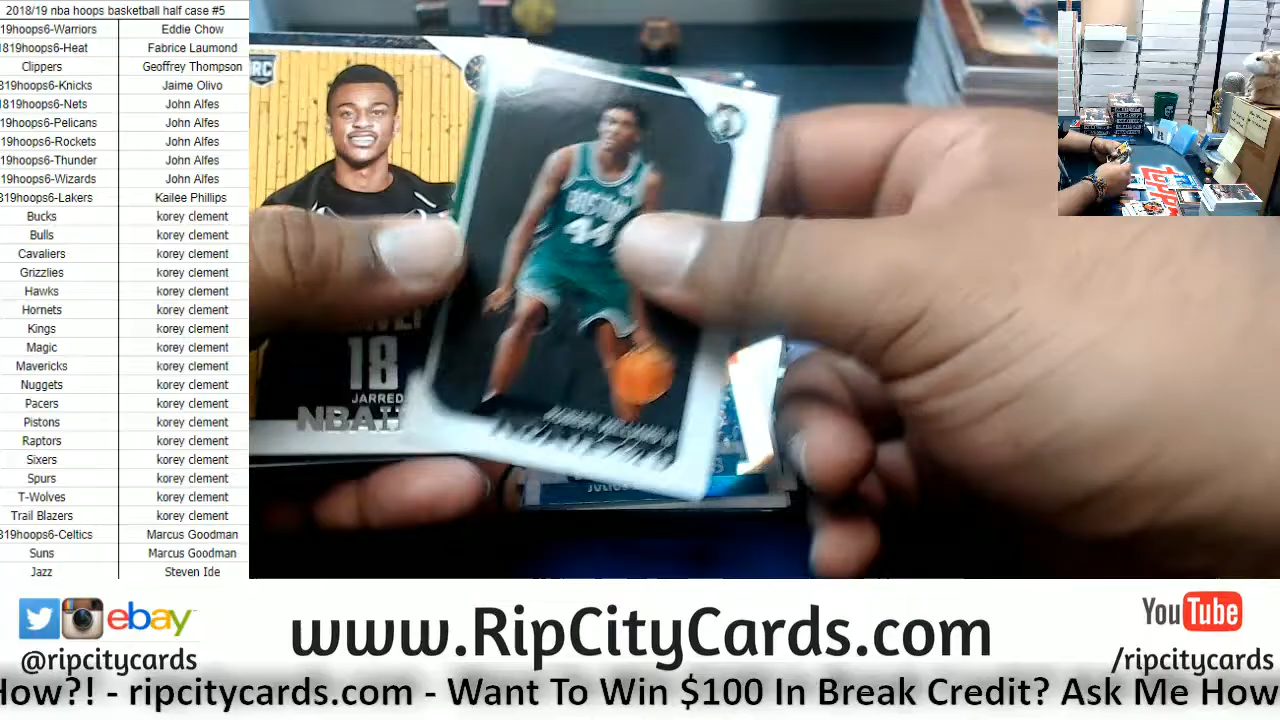 2018/19 nba hoops basketball half case #5
19hoops6-Warriors Eddie Chow
1819hoops6-Heat Fabrice Laumond
Clippers Geoffrey Thompson
819hoops6-Knicks Jaime Olivo
1819hoops6-Nets John Alfes
19hoops6-Pelicans John Alfes
19hoops6-Rockets John Alfes
19hoops6-Thunder John Alfes
19hoops6-Wizards John Alfes
819hoops6-Lakers Kailee Phillips
Bucks korey clement
Bulls korey clement
Cavaliers korey clement
Grizzlies korey clement
Hawks korey clement
Hornets korey clement
Kings korey clement
Magic korey clement
Mavericks korey clement
Nuggets korey clement
Pacers korey clement
Pistons korey clement
Raptors korey clement
Sixers korey clement
Spurs korey clement
T-Wolves korey clement
Trail Blazers korey clement
819hoops6-Celtics Marcus Goodman
Suns Marcus Goodman
Jazz Steven Ide
RC
18
JARRED
NBA
BOSTON
44
JULIUS
Topps
ebay
@ripcitycards
www.RipCityCards.com
YouTube
/ripcitycards
How?! - ripcitycards.com - Want To Win $100 In Break Credit? Ask Me How